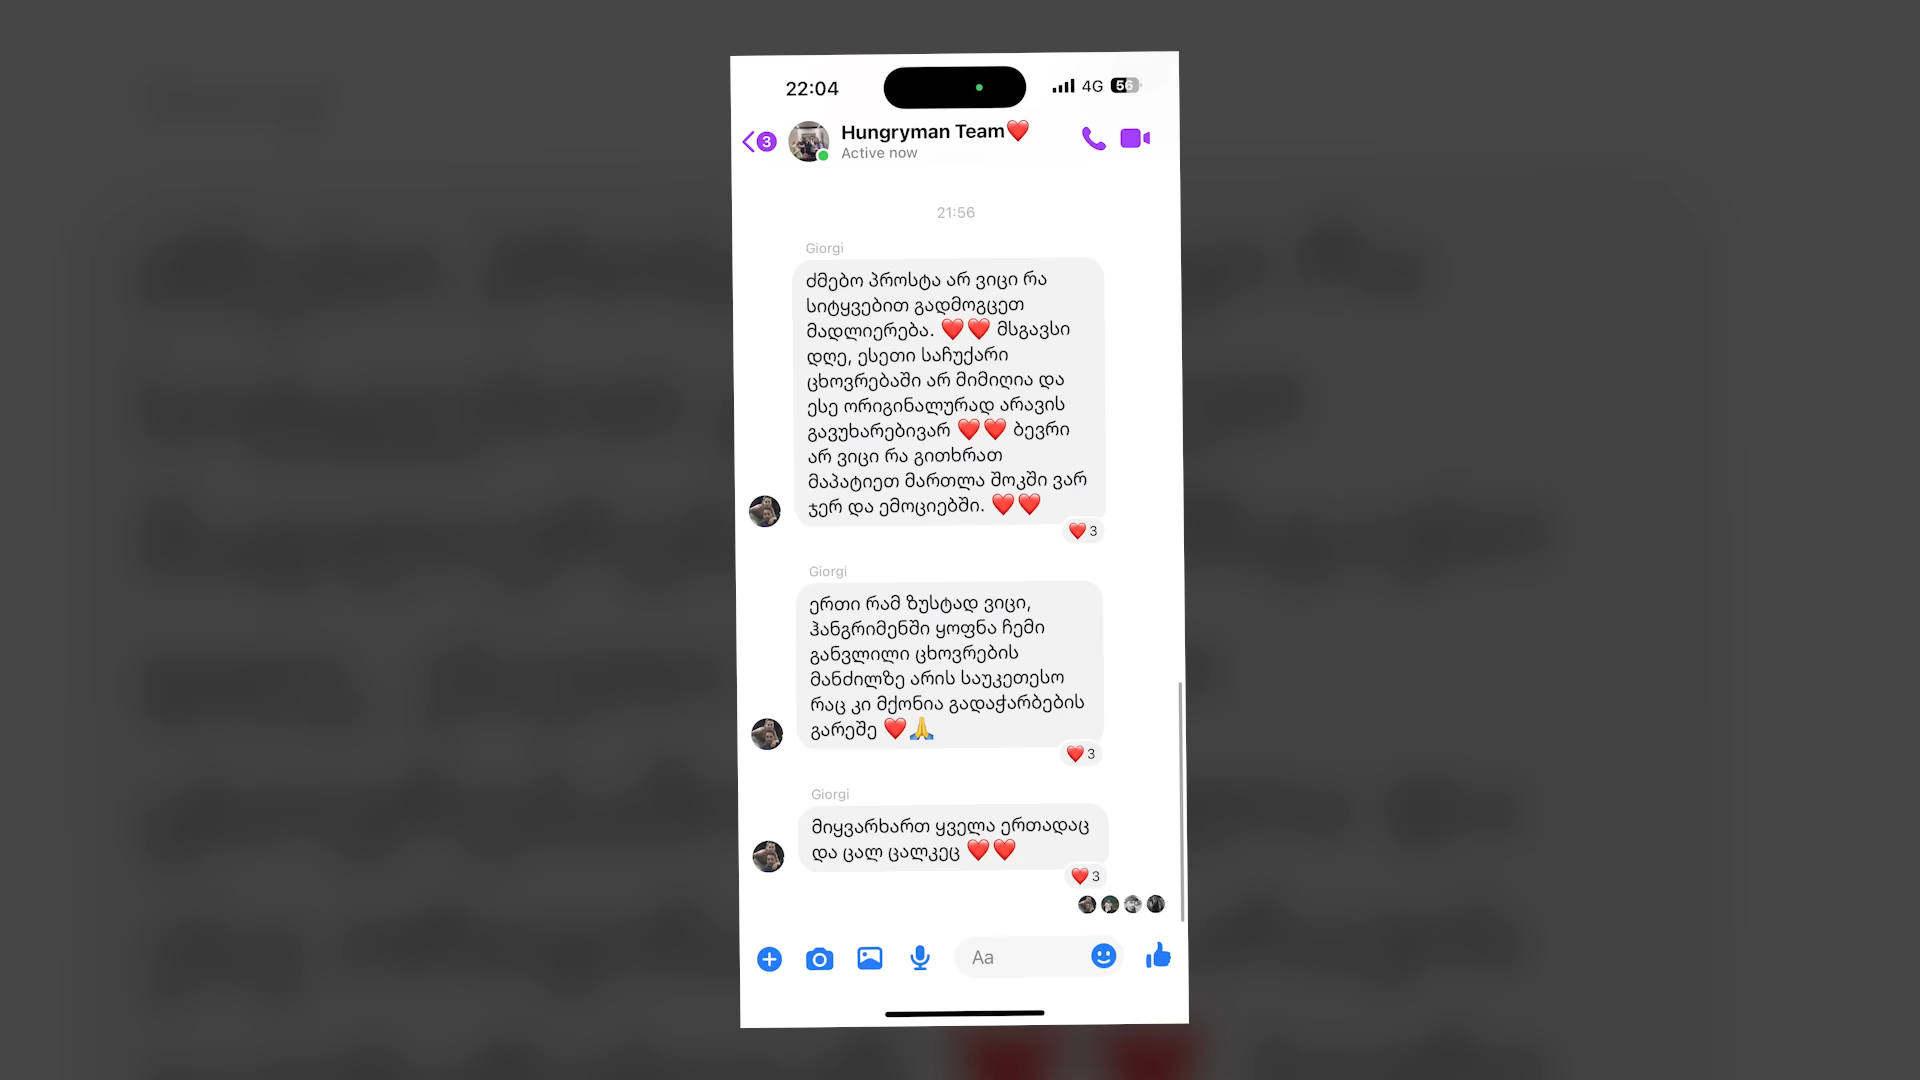 22:04
4G 56
3
Hungryman Team❤️
Active now
21:56
Giorgi
ძმებო პროსტა არ ვიცი რა
სიტყვებით გადმოგცეთ
მადლიერება. ❤️❤️ მსგავსი
დღე, ესეთი საჩუქარი
ცხოვრებაში არ მიმიღია და
ესე ორიგინალურად არავის
გავუხარებივარ ❤️❤️ ბევრი
არ ვიცი რა გითხრათ
მაპატიეთ მართლა შოკში ვარ
ჯერ და ემოციებში. ❤️❤️
❤️ 3
Giorgi
ერთი რამ ზუსტად ვიცი,
ჰანგრიმენში ყოფნა ჩემი
განვლილი ცხოვრების
მანძილზე არის საუკეთესო
რაც კი მქონია გადაჭარბების
გარეშე ❤️🙏
❤️ 3
Giorgi
მიყვარხართ ყველა ერთადაც
და ცალ ცალკეც ❤️❤️
❤️ 3
Aa